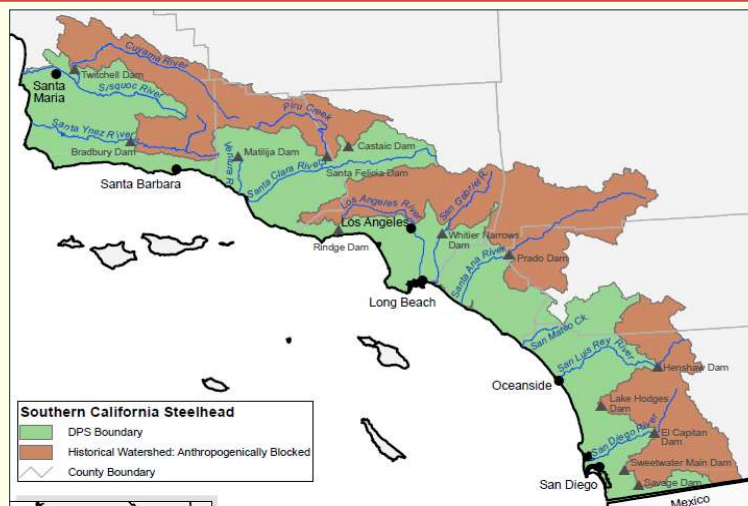 Cuyama River
Twitchell Dam
Santa
Maria
Sisquoc River
Piru Creek
Santa Ynez River
Bradbury Dam
Ventura R.
Matilija Dam
Castaic Dam
Santa Clara River
Santa Felicia Dam
Santa Barbara
Los Angeles River
San Gabriel R.
Los Angeles
Rindge Dam
Whitier Narrows
Dam
Santa Ana River
Prado Dam
Long Beach
San Mateo Ck.
San Luis Rey River
Henshaw Dam
Oceanside
Lake Hodges
Dam
San Diego River
El Capitan
Dam
Sweetwater Main Dam
San Diego
Savage Dam
Mexico
Southern California Steelhead
DPS Boundary
Historical Watershed: Anthropogenically Blocked
County Boundary